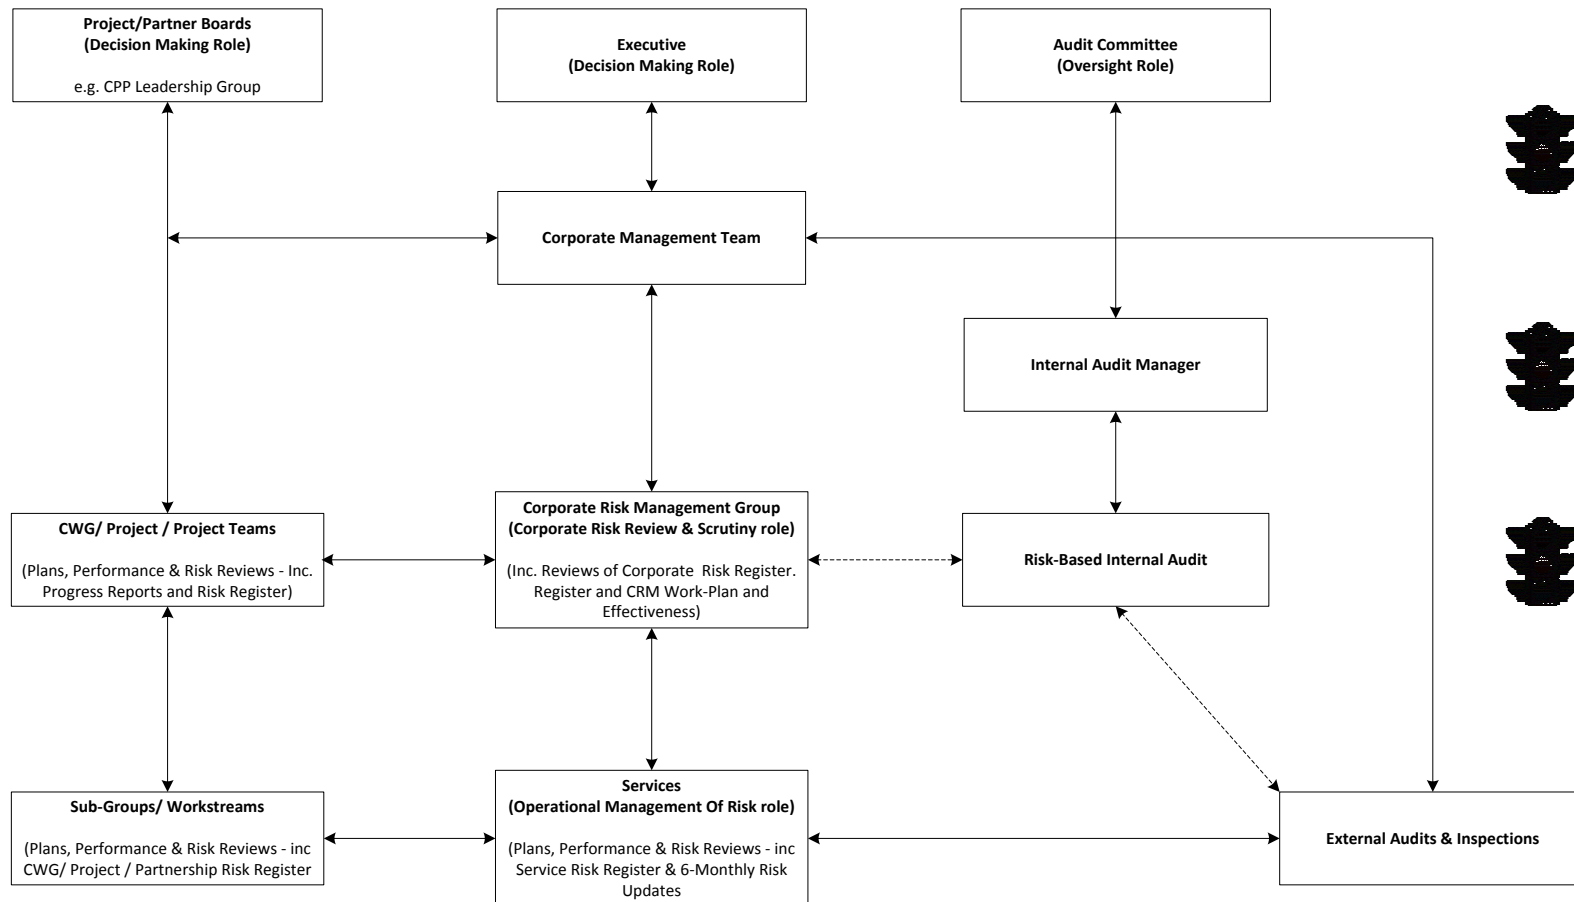 Project/Partner Boards
(Decision Making Role)
e.g. CPP Leadership Group
Executive
(Decision Making Role)
Audit Committee
(Oversight Role)
Corporate Management Team
Internal Audit Manager
CWG/ Project / Project Teams
(Plans, Performance & Risk Reviews - Inc.
Progress Reports and Risk Register)
Corporate Risk Management Group
(Corporate Risk Review & Scrutiny role)
(Inc. Reviews of Corporate  Risk Register.
Register and CRM Work-Plan and
Effectiveness)
Risk-Based Internal Audit
Sub-Groups/ Workstreams
(Plans, Performance & Risk Reviews - inc
CWG/ Project / Partnership Risk Register
Services
(Operational Management Of Risk role)
(Plans, Performance & Risk Reviews - inc
Service Risk Register & 6-Monthly Risk
Updates
External Audits & Inspections